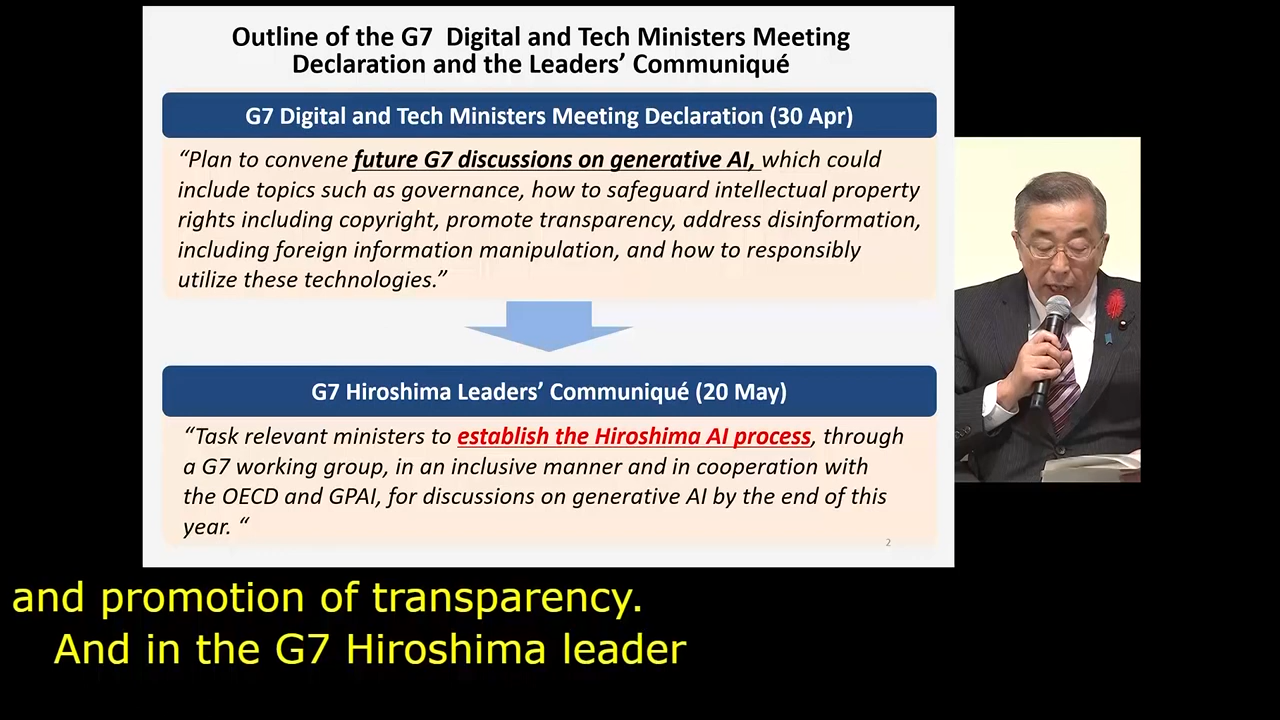 Outline of the G7 Digital and Tech Ministers Meeting
Declaration and the Leaders’ Communiqué
G7 Digital and Tech Ministers Meeting Declaration (30 Apr)
“Plan to convene future G7 discussions on generative AI, which could
include topics such as governance, how to safeguard intellectual property
rights including copyright, promote transparency, address disinformation,
including foreign information manipulation, and how to responsibly
utilize these technologies.”
G7 Hiroshima Leaders’ Communiqué (20 May)
“Task relevant ministers to establish the Hiroshima AI process, through
a G7 working group, in an inclusive manner and in cooperation with
the OECD and GPAI, for discussions on generative AI by the end of this
year. “
2
and promotion of transparency.
And in the G7 Hiroshima leader